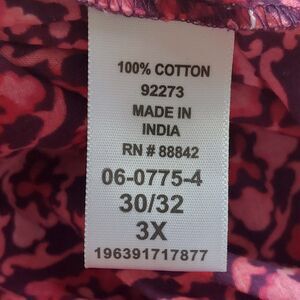 100% COTTON
92273
MADE IN
INDIA
RN # 88842
06-0775-4
30/32
3X
196391717877